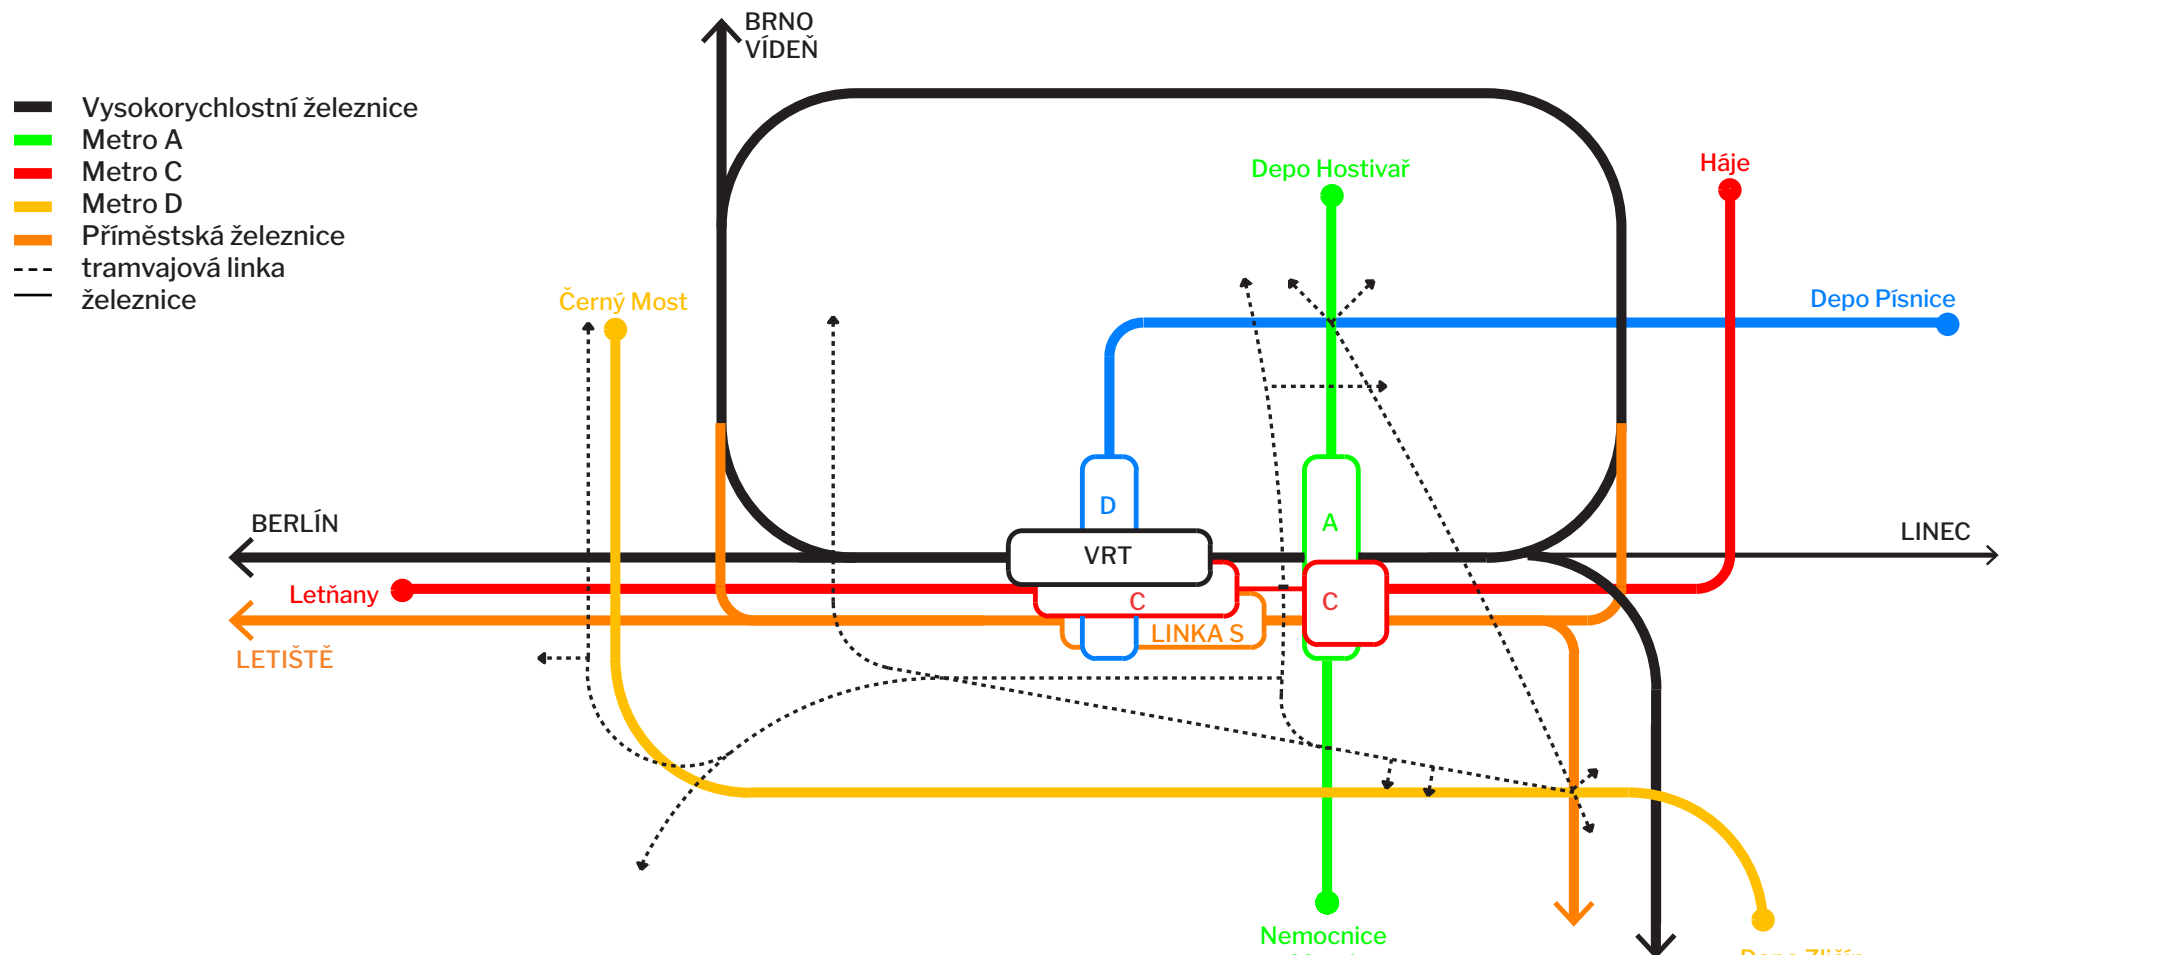 BRNO
VÍDEŇ
Vysokorychlostní železnice
Metro A
Metro C
Metro D
Příměstská železnice
tramvajová linka
železnice
Depo Hostivař
Háje
Černý Most
Depo Písnice
D
A
BERLÍN
VRT
LINEC
Letňany
C
C
LINKA S
LETIŠTĚ
Nemocnice